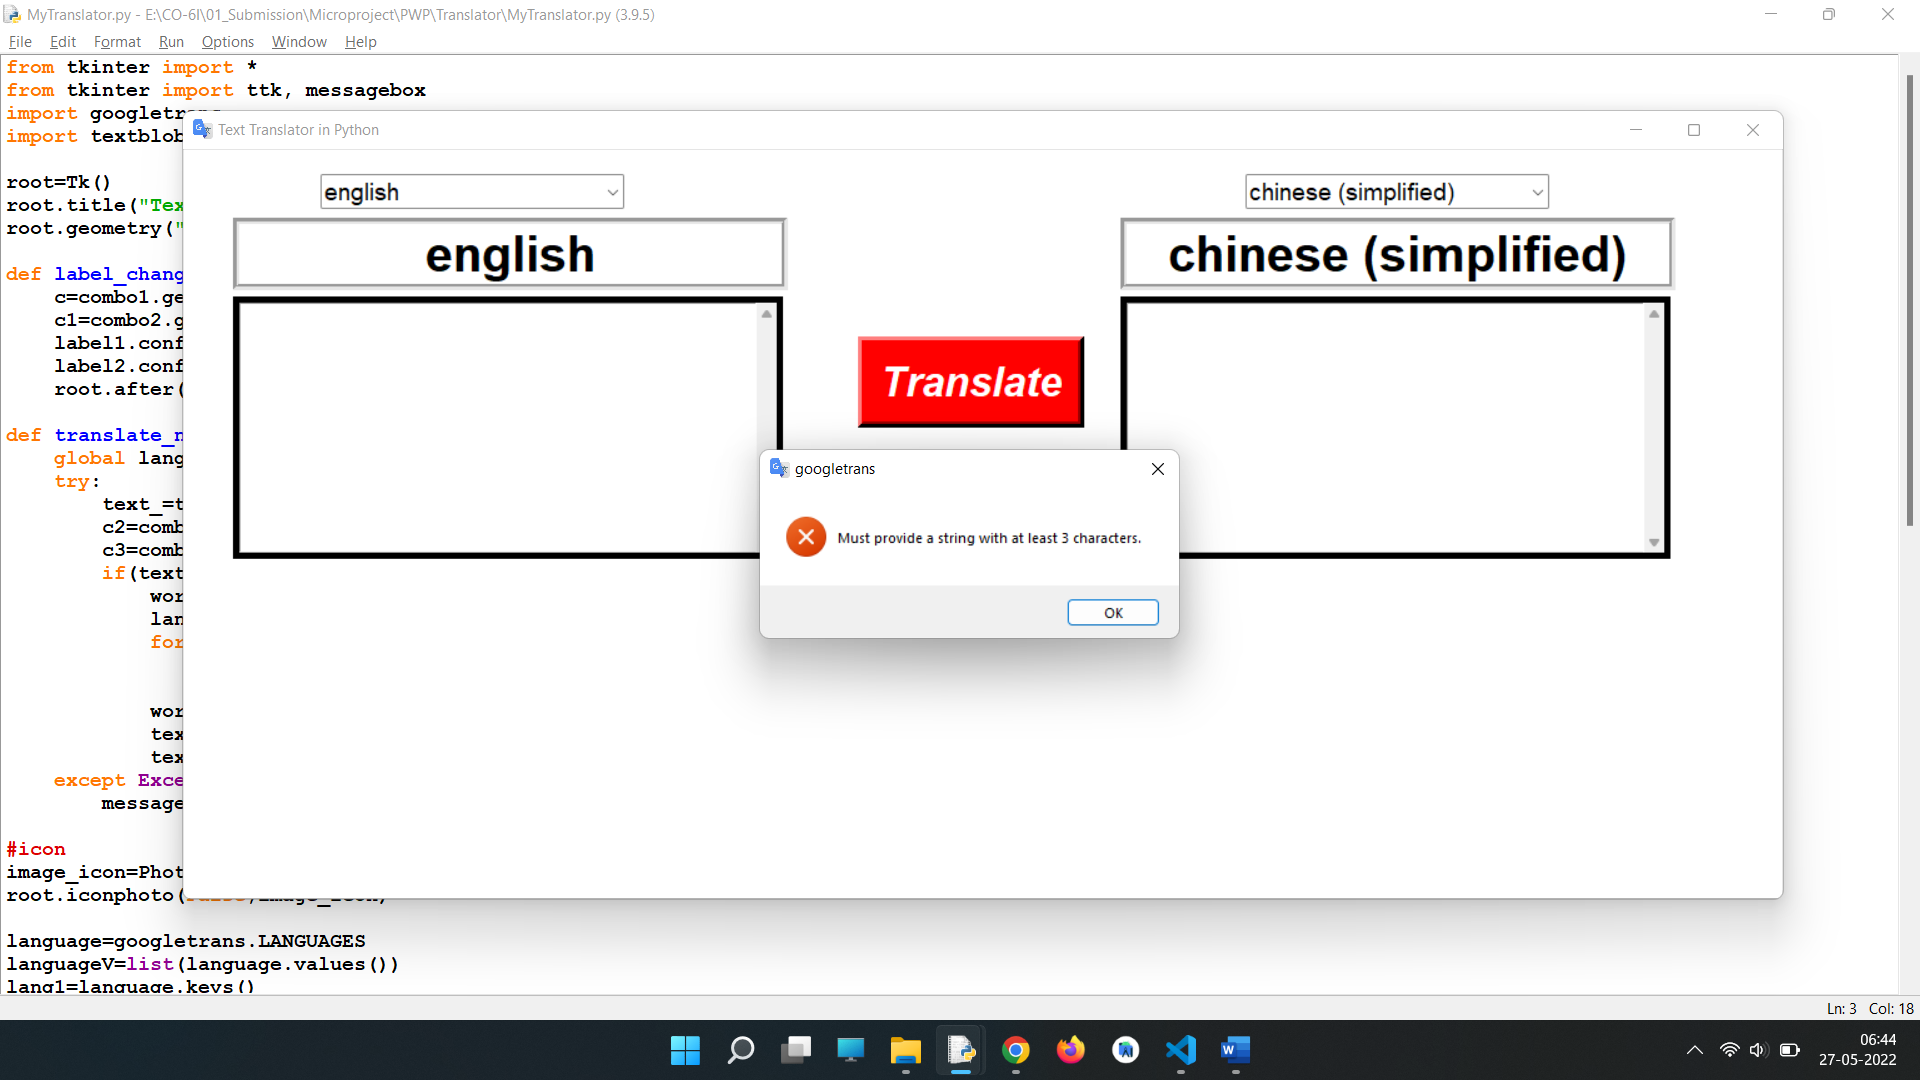 MyTranslator.py - E:\CO-6I\01_Submission\Microproject\PWP\Translator\MyTranslator.py (3.9.5)
File Edit Format Run Options Window Help
from tkinter import *
from tkinter import ttk, messagebox
import googletrans
import textblob
root=Tk()
root.title("Tex
root.geometry("
def label_chang
c=combo1.ge
c1=combo2.g
label1.conf
label2.conf
root.after(
def translate_n
global lang
try:
text_=t
c2=comb
c3=comb
if(text
wor
lan
for
wor
tex
tex
except Exce
message
#icon
image_icon=Phot
root.iconphoto(False,image_icon)
language=googletrans.LANGUAGES
languageV=list(language.values())
lang1=language.keys()
Text Translator in Python
english
chinese (simplified)
english
chinese (simplified)
Translate
googletrans
Must provide a string with at least 3 characters.
OK
Ln: 3 Col: 18
06:44
27-05-2022